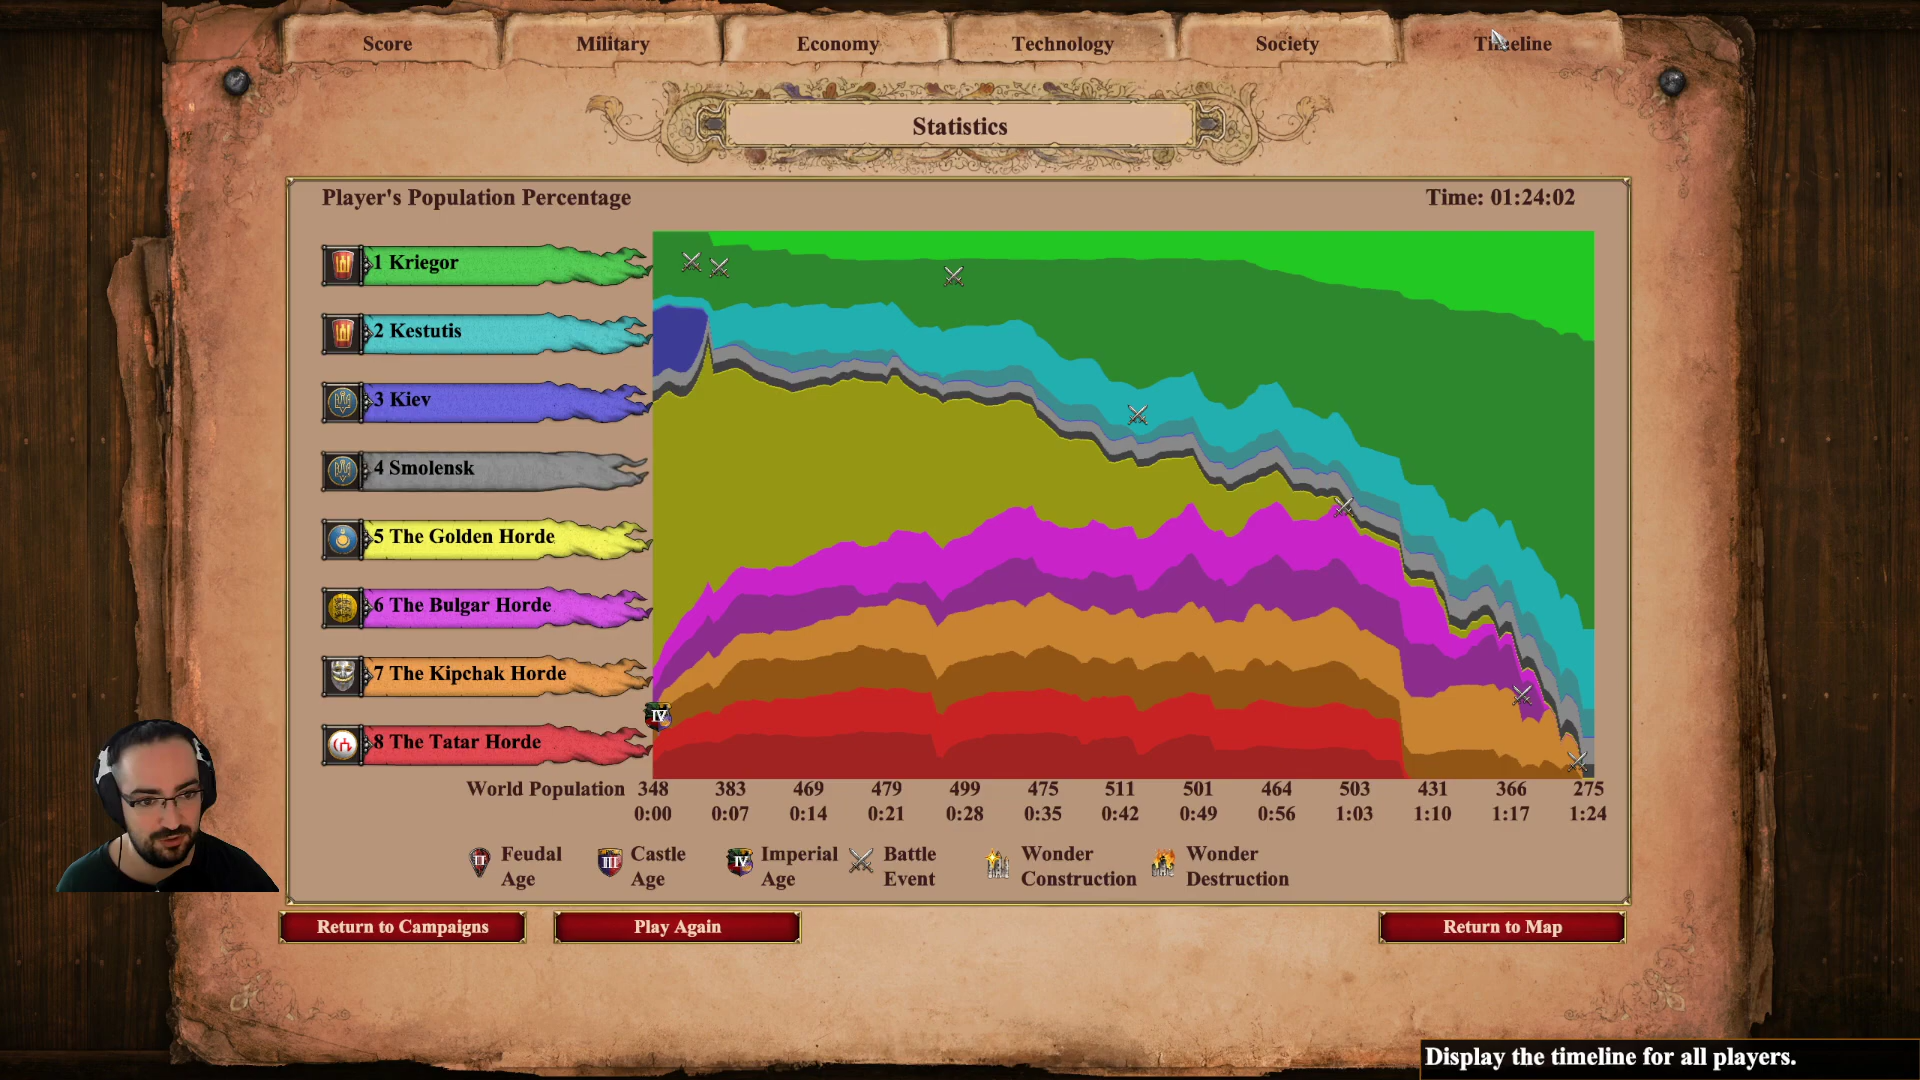 Score Military Economy Technology Society Timeline
Statistics
Player's Population Percentage
Time: 01:24:02
1 Kriegor
2 Kestutis
3 Kiev
4 Smolensk
5 The Golden Horde
6 The Bulgar Horde
7 The Kipchak Horde
8 The Tatar Horde
IV
World Population 348 383 469 479 499 475 511 501 464 503 431 366 275
0:00 0:07 0:14 0:21 0:28 0:35 0:42 0:49 0:56 1:03 1:10 1:17 1:24
II Feudal Age
III Castle Age
IV Imperial Age
Battle Event
Wonder Construction
Wonder Destruction
Return to Campaigns
Play Again
Return to Map
Display the timeline for all players.